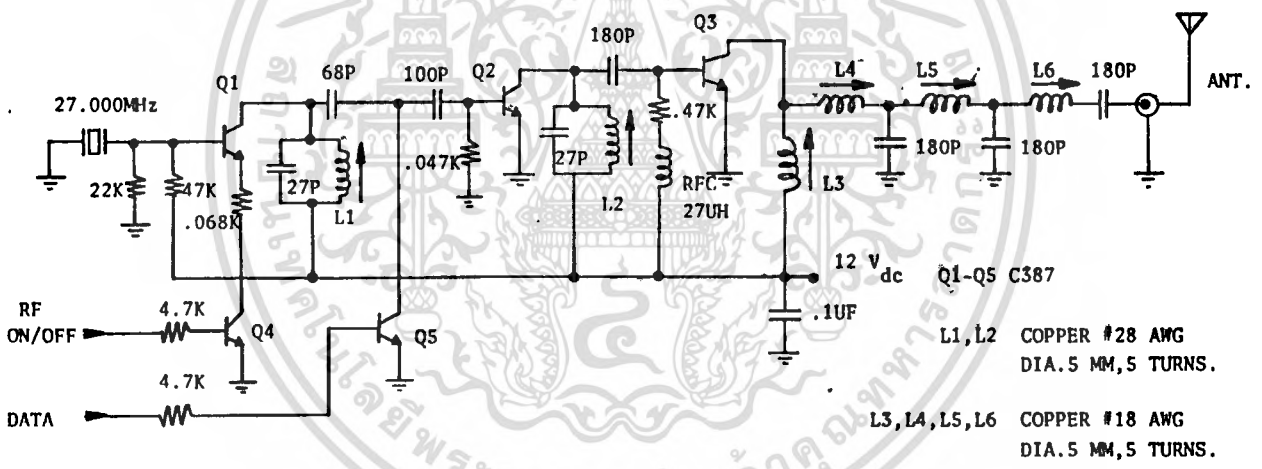 Q3
180P
Q1
68P
100P
Q2
L4
L5
L6
180P
ANT.
27.000MHz
.47K
180P
180P
.047K
27P
22K
47K
27P
L3
RFC
27UH
.068K
L1
L2
12 Vdc
Q1-Q5 C387
RF
ON/OFF
4.7K
Q4
Q5
.1UF
L1,L2 COPPER #28 AWG
DIA.5 MM,5 TURNS.
4.7K
DATA
L3,L4,L5,L6 COPPER #18 AWG
DIA.5 MM,5 TURNS.